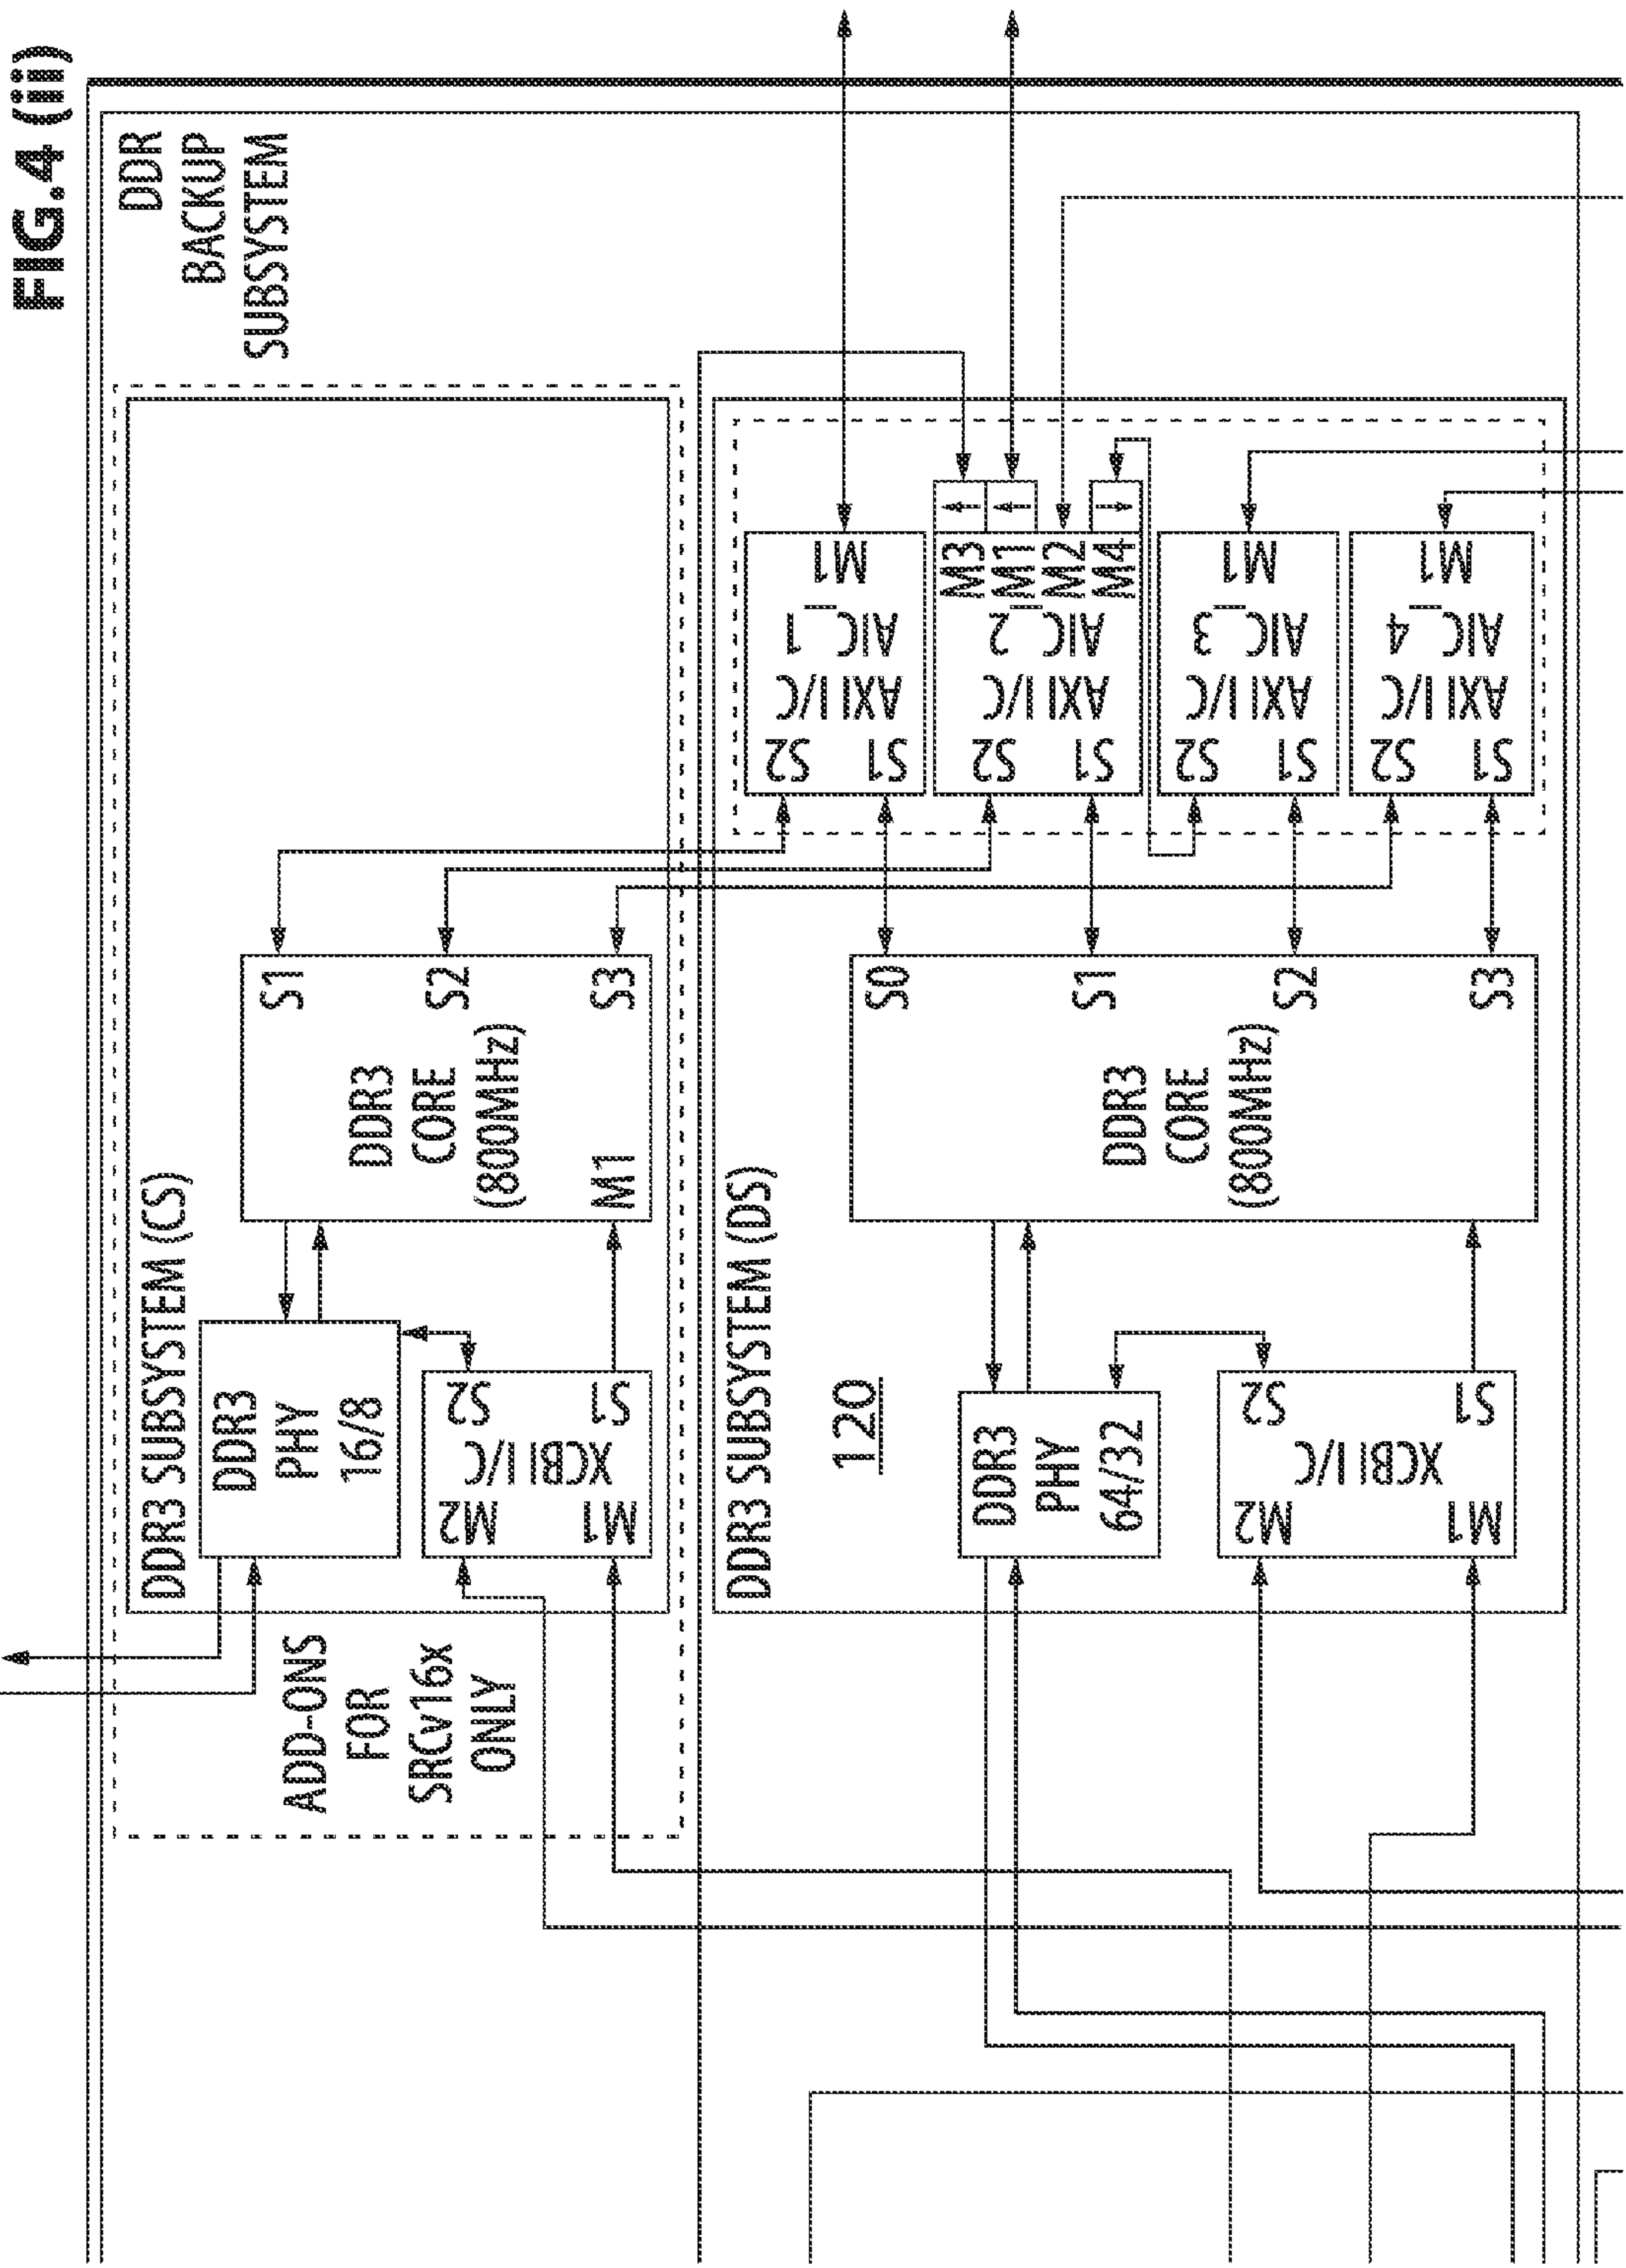 FIG.4 (ii)
DDR
BACKUP
SUBSYSTEM
DDR3 SUBSYSTEM (CS)
DDR3
PHY
16/8
M2
S2
XCBI I/C
M1
S1
DDR3
CORE
(800MHz)
M1
S1
S2
S3
ADD-ONS
FOR
SRCv16x
ONLY
DDR3 SUBSYSTEM (DS)
120
DDR3
PHY
64/32
M2
S2
XCBI I/C
M1
S1
DDR3
CORE
(800MHz)
S0
S1
S2
S3
S2
AXI I/C
AIC_1
M1
S1
S2
AXI I/C
AIC_2
S1
M3
M1
M2
M4
S2
AXI I/C
AIC_3
M1
S1
S2
AXI I/C
AIC_4
M1
S1